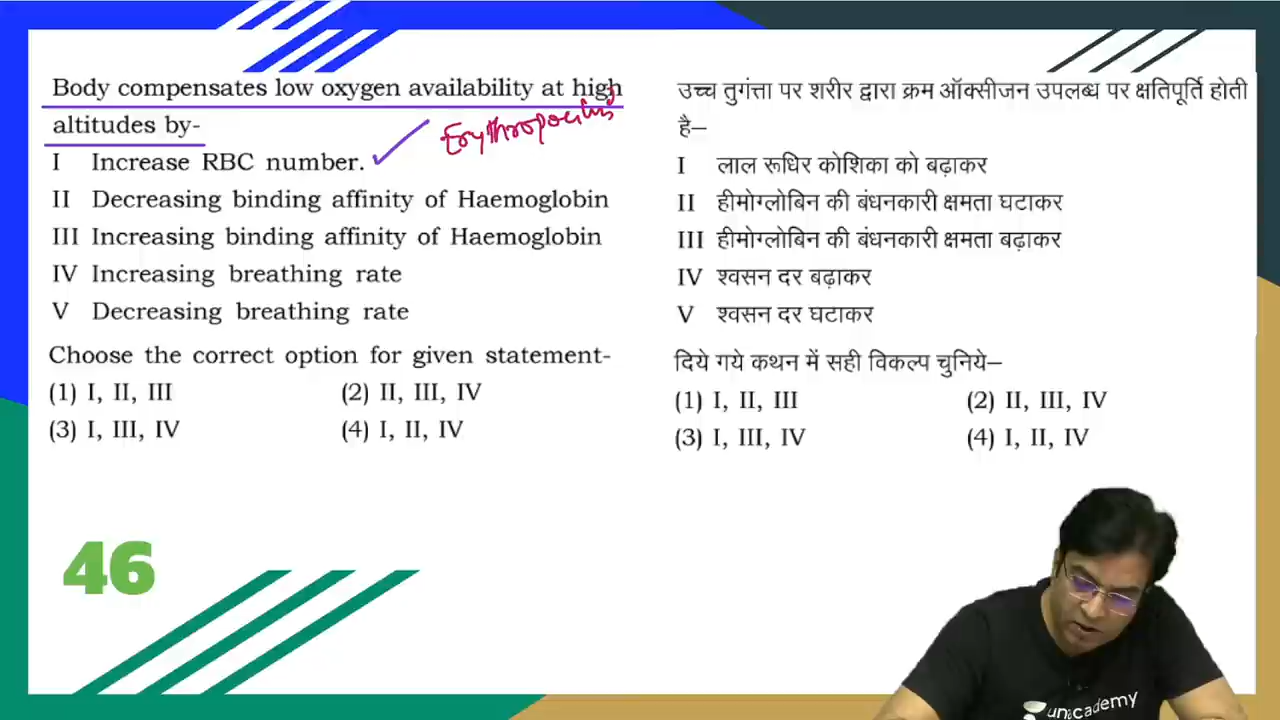 Body compensates low oxygen availability at high
altitudes by-
I Increase RBC number.
II Decreasing binding affinity of Haemoglobin
III Increasing binding affinity of Haemoglobin
IV Increasing breathing rate
V Decreasing breathing rate
Choose the correct option for given statement-
(1) I, II, III (2) II, III, IV
(3) I, III, IV (4) I, II, IV
46
उच्च तुगंत्ता पर शरीर द्वारा क्रम ऑक्सीजन उपलब्ध पर क्षतिपूर्ति होती
है–
I लाल रूधिर कोशिका को बढ़ाकर
II हीमोग्लोबिन की बंधनकारी क्षमता घटाकर
III हीमोग्लोबिन की बंधनकारी क्षमता बढ़ाकर
IV श्वसन दर बढ़ाकर
V श्वसन दर घटाकर
दिये गये कथन में सही विकल्प चुनिये–
(1) I, II, III (2) II, III, IV
(3) I, III, IV (4) I, II, IV
unacademy